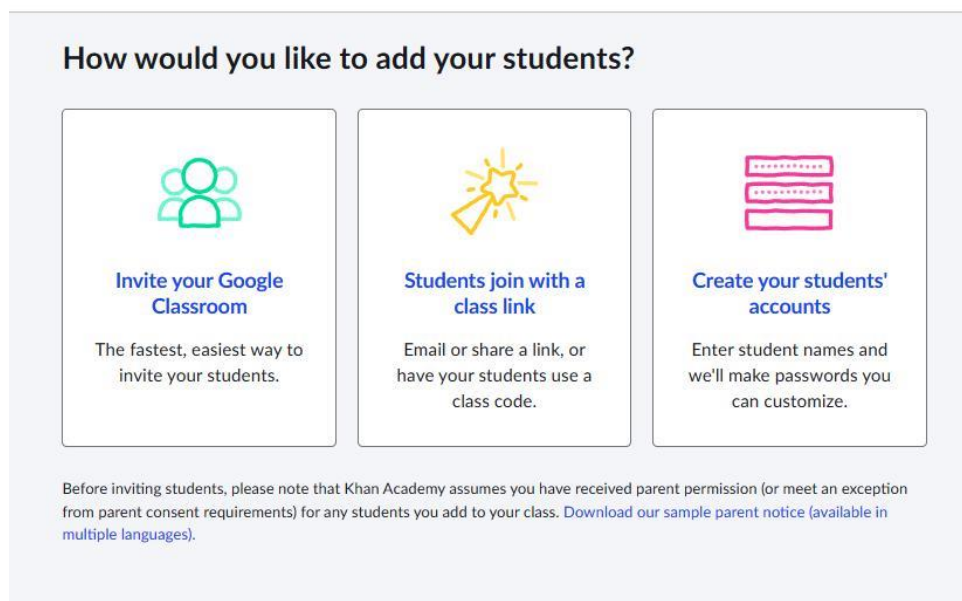 How would you like to add your students?
Invite your Google
Classroom
The fastest, easiest way to
invite your students.
Students join with a
class link
Email or share a link, or
have your students use a
class code.
Create your students'
accounts
Enter student names and
we'll make passwords you
can customize.
Before inviting students, please note that Khan Academy assumes you have received parent permission (or meet an exception
from parent consent requirements) for any students you add to your class. Download our sample parent notice (available in
multiple languages).